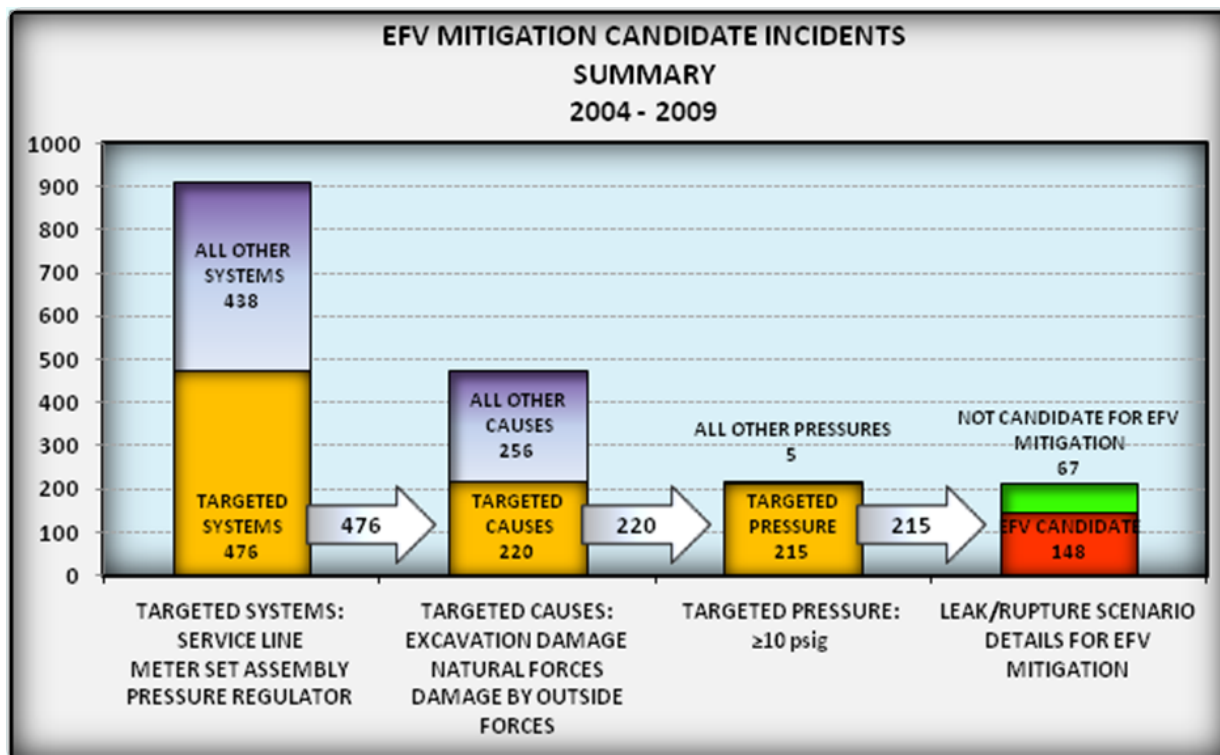 EFV MITIGATION CANDIDATE INCIDENTS
SUMMARY
2004 - 2009
1000
900
800
700
600
500
400
300
200
100
0
ALL OTHER
SYSTEMS
438
TARGETED
SYSTEMS
476
476
ALL OTHER
CAUSES
256
TARGETED
CAUSES
220
220
ALL OTHER PRESSURES
5
TARGETED
PRESSURE
215
215
NOT CANDIDATE FOR EFV
MITIGATION
67
EFV CANDIDATE
148
TARGETED SYSTEMS:
SERVICE LINE
METER SET ASSEMBLY
PRESSURE REGULATOR
TARGETED CAUSES:
EXCAVATION DAMAGE
NATURAL FORCES
DAMAGE BY OUTSIDE
FORCES
TARGETED PRESSURE:
≥10 psig
LEAK/RUPTURE SCENARIO
DETAILS FOR EFV
MITIGATION